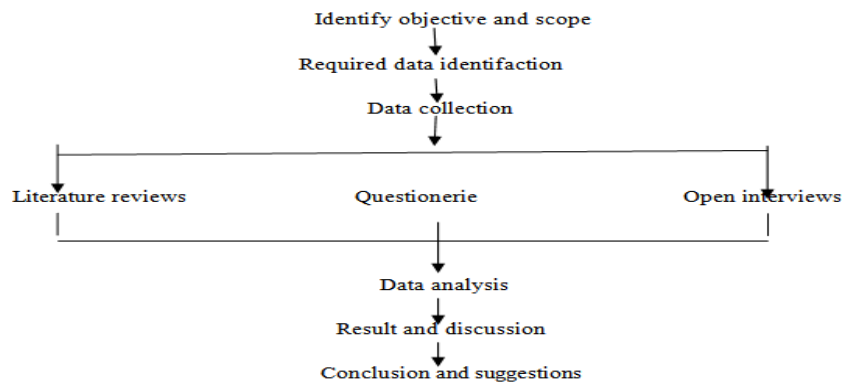 Identify objective and scope
Required data identifaction
Data collection
Literature reviews Questionerie Open interviews
Data analysis
Result and discussion
Conclusion and suggestions